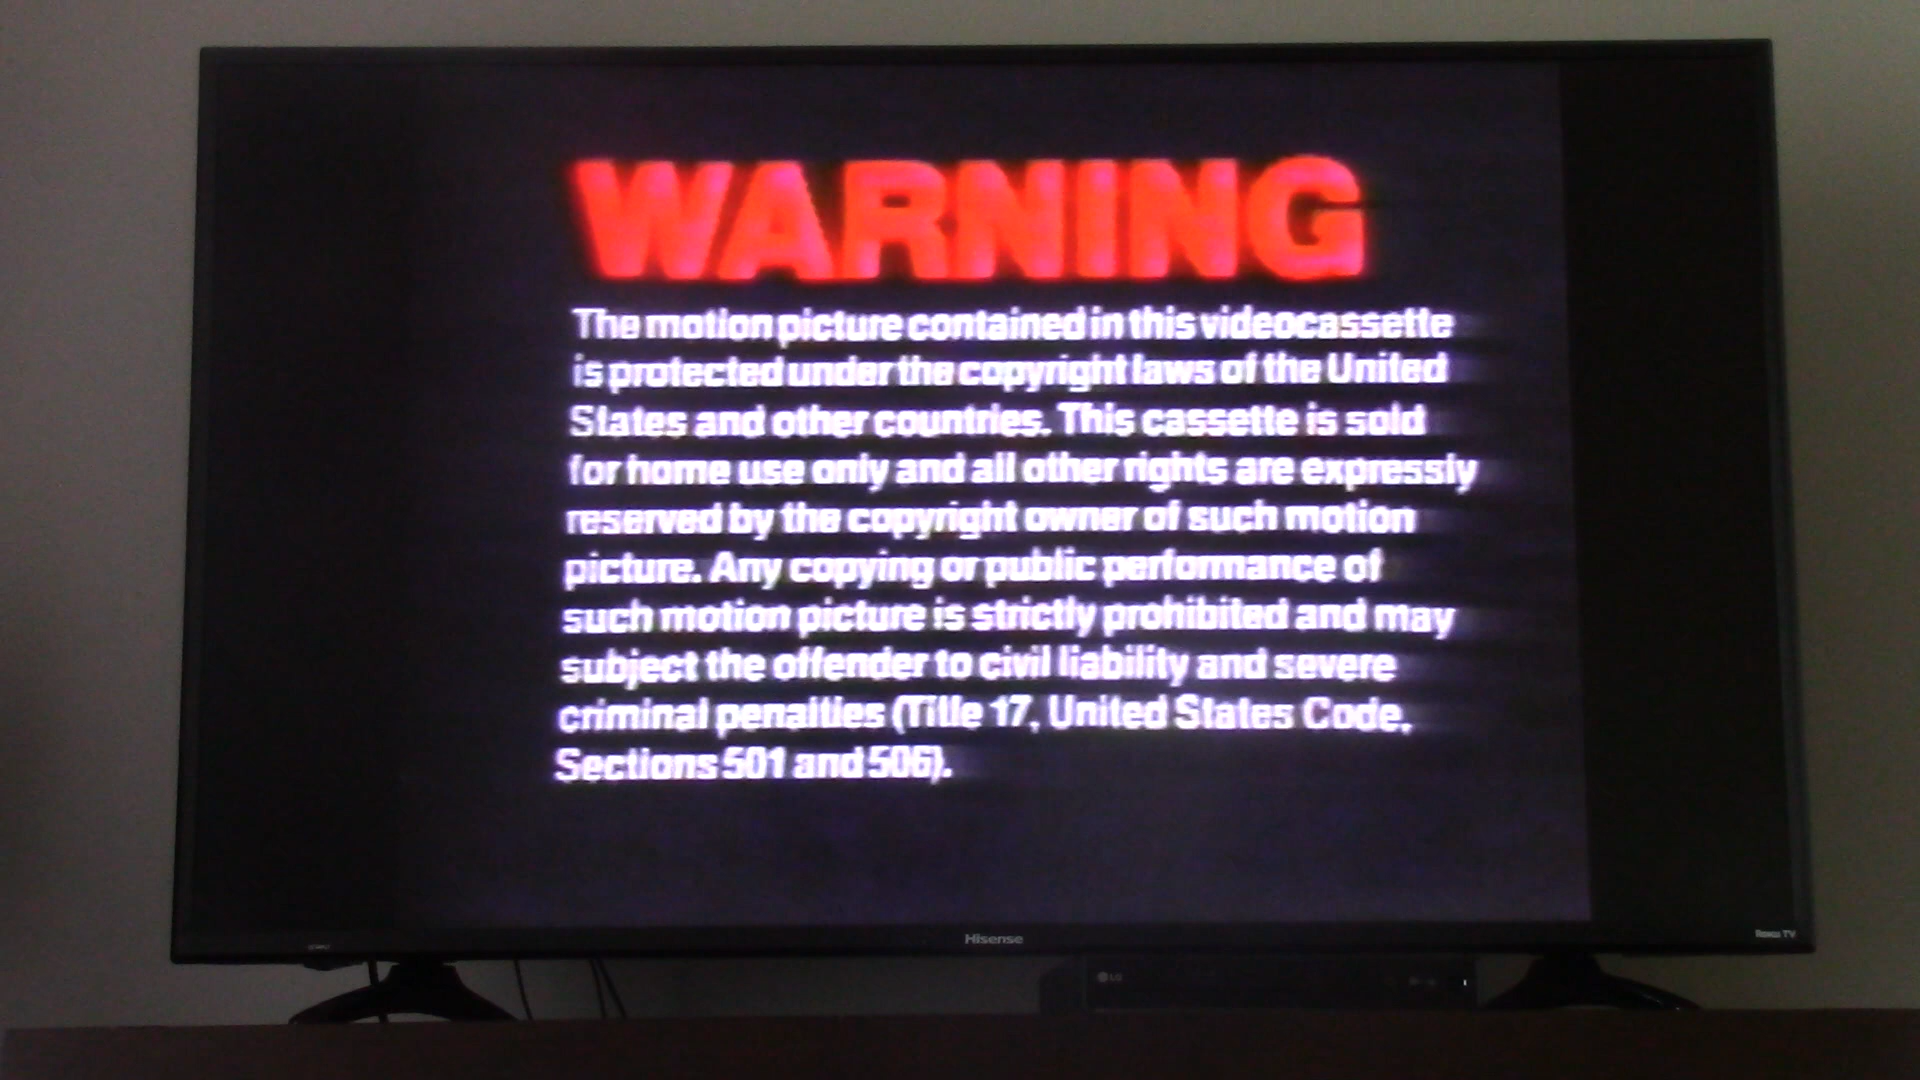 WARNING
The motion picture contained in this videocassette
is protected under the copyright laws of the United
States and other countries. This cassette is sold
for home use only and all other rights are expressly
reserved by the copyright owner of such motion
picture. Any copying or public performance of
such motion picture is strictly prohibited and may
subject the offender to civil liability and severe
criminal penalties (Title 17, United States Code,
Sections 501 and 506).
Hisense
Roku TV
LG